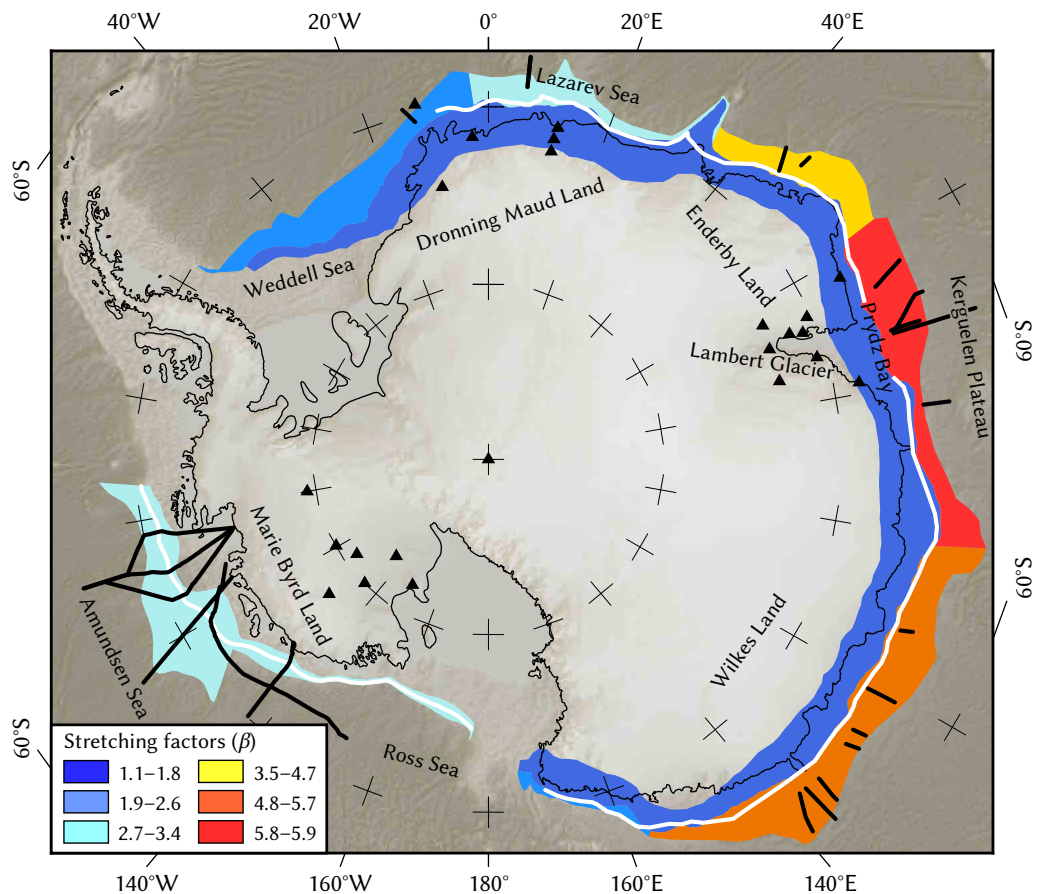 40°W
20°W
0°
20°E
40°E
Lazarev Sea
60°S
Dronning Maud Land
Enderby Land
Weddell Sea
Prydz Bay
Kerguelen Plateau
60°S
Lambert Glacier
Marie Byrd Land
Amundsen Sea
Wilkes Land
60°S
60°S
Ross Sea
Stretching factors (β)
1.1–1.8
3.5–4.7
1.9–2.6
4.8–5.7
2.7–3.4
5.8–5.9
140°W
160°W
180°
160°E
140°E